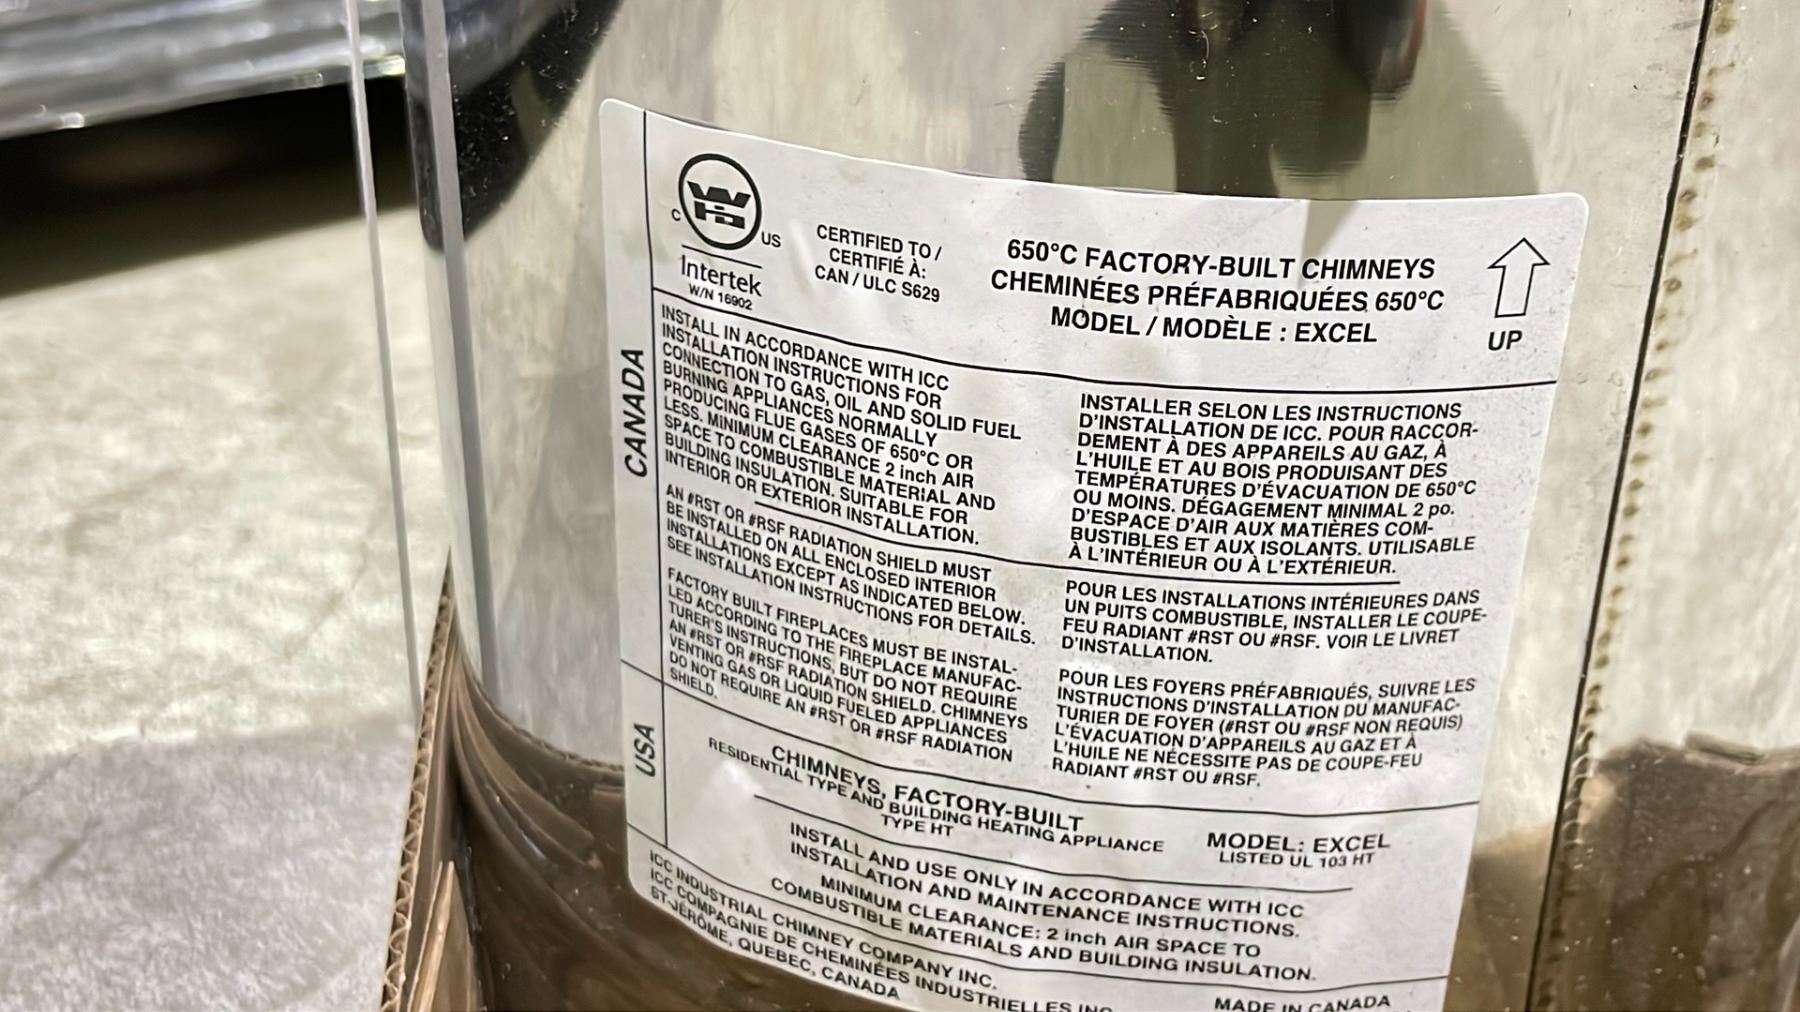 WHD
C
US
Intertek
W/N 16902
CERTIFIED TO /
CERTIFIÉ À:
CAN / ULC S629
650°C FACTORY-BUILT CHIMNEYS
CHEMINÉES PRÉFABRIQUÉES 650°C
MODEL / MODÈLE : EXCEL
UP
CANADA
INSTALL IN ACCORDANCE WITH ICC
INSTALLATION INSTRUCTIONS FOR
CONNECTION TO GAS, OIL AND SOLID FUEL
BURNING APPLIANCES NORMALLY
PRODUCING FLUE GASES OF 650°C OR
LESS. MINIMUM CLEARANCE 2 inch AIR
SPACE TO COMBUSTIBLE MATERIAL AND
BUILDING INSULATION. SUITABLE FOR
INTERIOR OR EXTERIOR INSTALLATION.
AN #RST OR #RSF RADIATION SHIELD MUST
BE INSTALLED ON ALL ENCLOSED INTERIOR
INSTALLATIONS EXCEPT AS INDICATED BELOW.
SEE INSTALLATION INSTRUCTIONS FOR DETAILS.
FACTORY BUILT FIREPLACES MUST BE INSTAL-
LED ACCORDING TO THE FIREPLACE MANUFAC-
TURER'S INSTRUCTIONS, BUT DO NOT REQUIRE
AN #RST OR #RSF RADIATION SHIELD. CHIMNEYS
VENTING GAS OR LIQUID FUELED APPLIANCES
DO NOT REQUIRE AN #RST OR #RSF RADIATION
SHIELD.
INSTALLER SELON LES INSTRUCTIONS
D'INSTALLATION DE ICC. POUR RACCOR-
DEMENT À DES APPAREILS AU GAZ, À
L'HUILE ET AU BOIS PRODUISANT DES
TEMPÉRATURES D'ÉVACUATION DE 650°C
OU MOINS. DÉGAGEMENT MINIMAL 2 po.
D'ESPACE D'AIR AUX MATIÈRES COM-
BUSTIBLES ET AUX ISOLANTS. UTILISABLE
À L'INTÉRIEUR OU À L'EXTÉRIEUR.
POUR LES INSTALLATIONS INTÉRIEURES DANS
UN PUITS COMBUSTIBLE, INSTALLER LE COUPE-
FEU RADIANT #RST OU #RSF. VOIR LE LIVRET
D'INSTALLATION.
POUR LES FOYERS PRÉFABRIQUÉS, SUIVRE LES
INSTRUCTIONS D'INSTALLATION DU MANUFAC-
TURIER DE FOYER (#RST OU #RSF NON REQUIS)
L'ÉVACUATION D'APPAREILS AU GAZ ET À
L'HUILE NE NÉCESSITE PAS DE COUPE-FEU
RADIANT #RST OU #RSF.
USA
CHIMNEYS, FACTORY-BUILT
RESIDENTIAL TYPE AND BUILDING HEATING APPLIANCE
TYPE HT
MODEL: EXCEL
LISTED UL 103 HT
INSTALL AND USE ONLY IN ACCORDANCE WITH ICC
INSTALLATION AND MAINTENANCE INSTRUCTIONS.
MINIMUM CLEARANCE: 2 inch AIR SPACE TO
COMBUSTIBLE MATERIALS AND BUILDING INSULATION.
ICC INDUSTRIAL CHIMNEY COMPANY INC.
ICC COMPAGNIE DE CHEMINÉES INDUSTRIELLES INC
ST-JÉRÔME, QUEBEC, CANADA
MADE IN CANADA